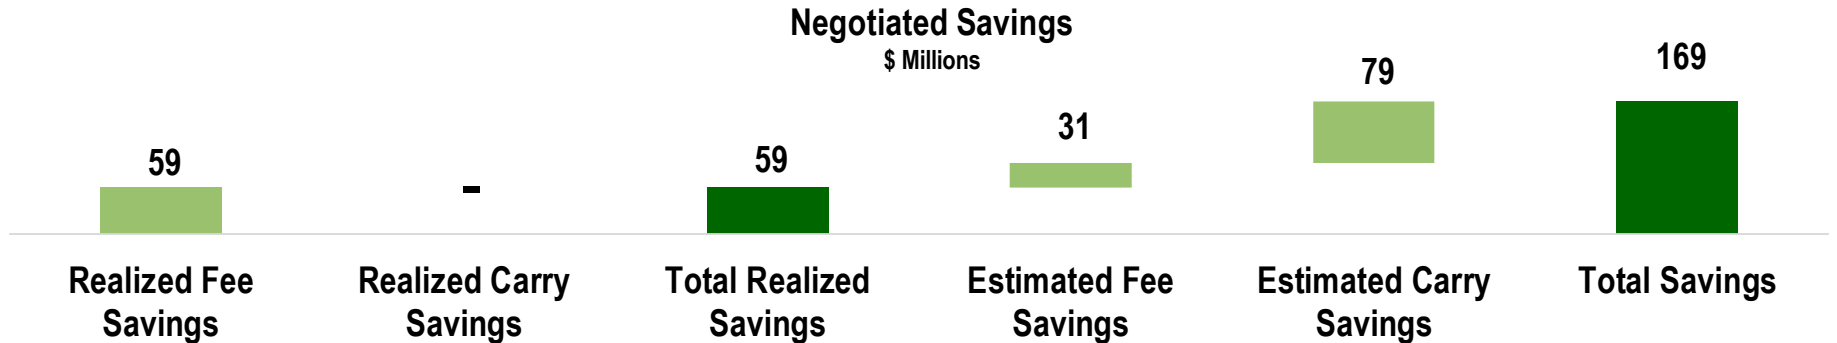 Negotiated Savings
$ Millions
59
-
59
31
79
169
Realized Fee
Savings
Realized Carry
Savings
Total Realized
Savings
Estimated Fee
Savings
Estimated Carry
Savings
Total Savings